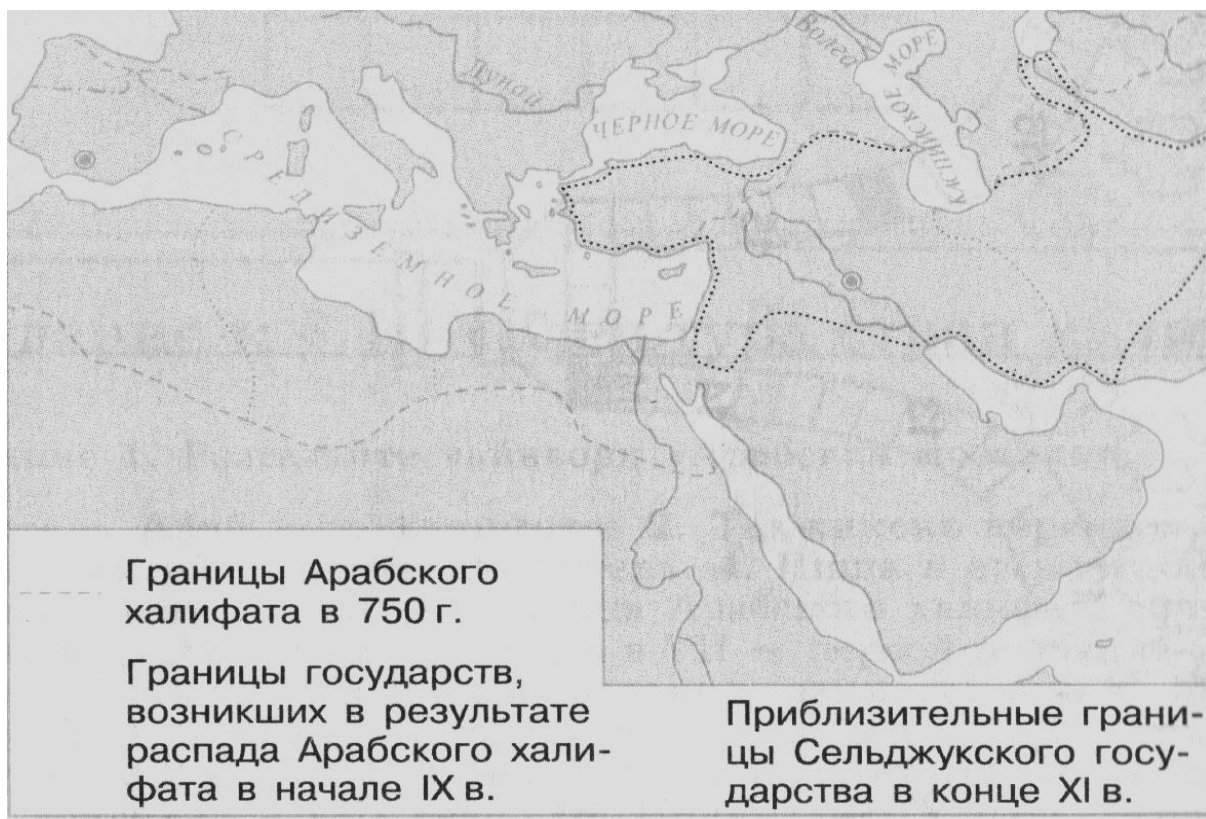 Волга
МОРЕ
КАСПИЙСКОЕ
Дунай
ЧЕРНОЕ МОРЕ
СРЕДИЗЕМНОЕ
МОРЕ
Границы Арабского
халифата в 750 г.
Границы государств,
возникших в результате
распада Арабского хали-
фата в начале IX в.
Приблизительные грани-
цы Сельджукского госу-
дарства в конце XI в.